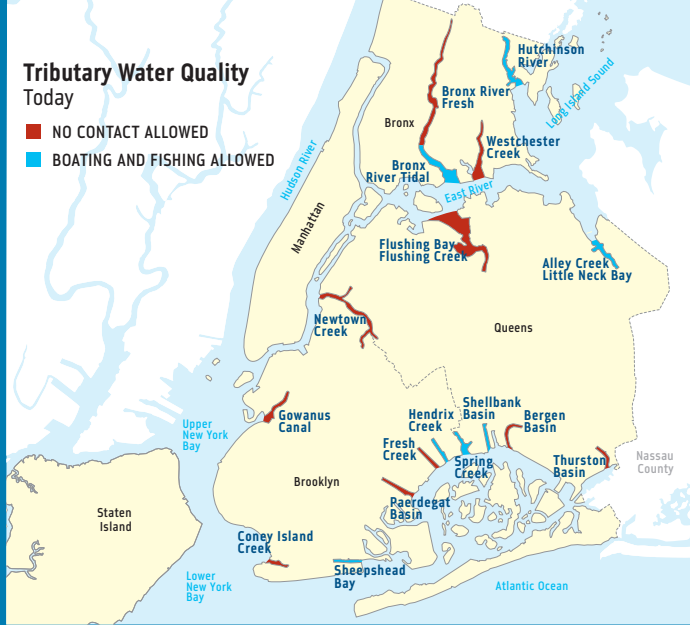 Tributary Water Quality
Today
NO CONTACT ALLOWED
BOATING AND FISHING ALLOWED
Hutchinson
River
Long Island Sound
Bronx River
Fresh
Bronx
Westchester
Creek
Bronx
River Tidal
East River
Hudson River
Manhattan
Flushing Bay
Flushing Creek
Alley Creek
Little Neck Bay
Newtown
Creek
Queens
Gowanus
Canal
Upper
New York
Bay
Hendrix
Creek
Shellbank
Basin
Bergen
Basin
Fresh
Creek
Spring
Creek
Thurston
Basin
Nassau
County
Brooklyn
Paerdegat
Basin
Staten
Island
Coney Island
Creek
Sheepshead
Bay
Lower
New York
Bay
Atlantic Ocean